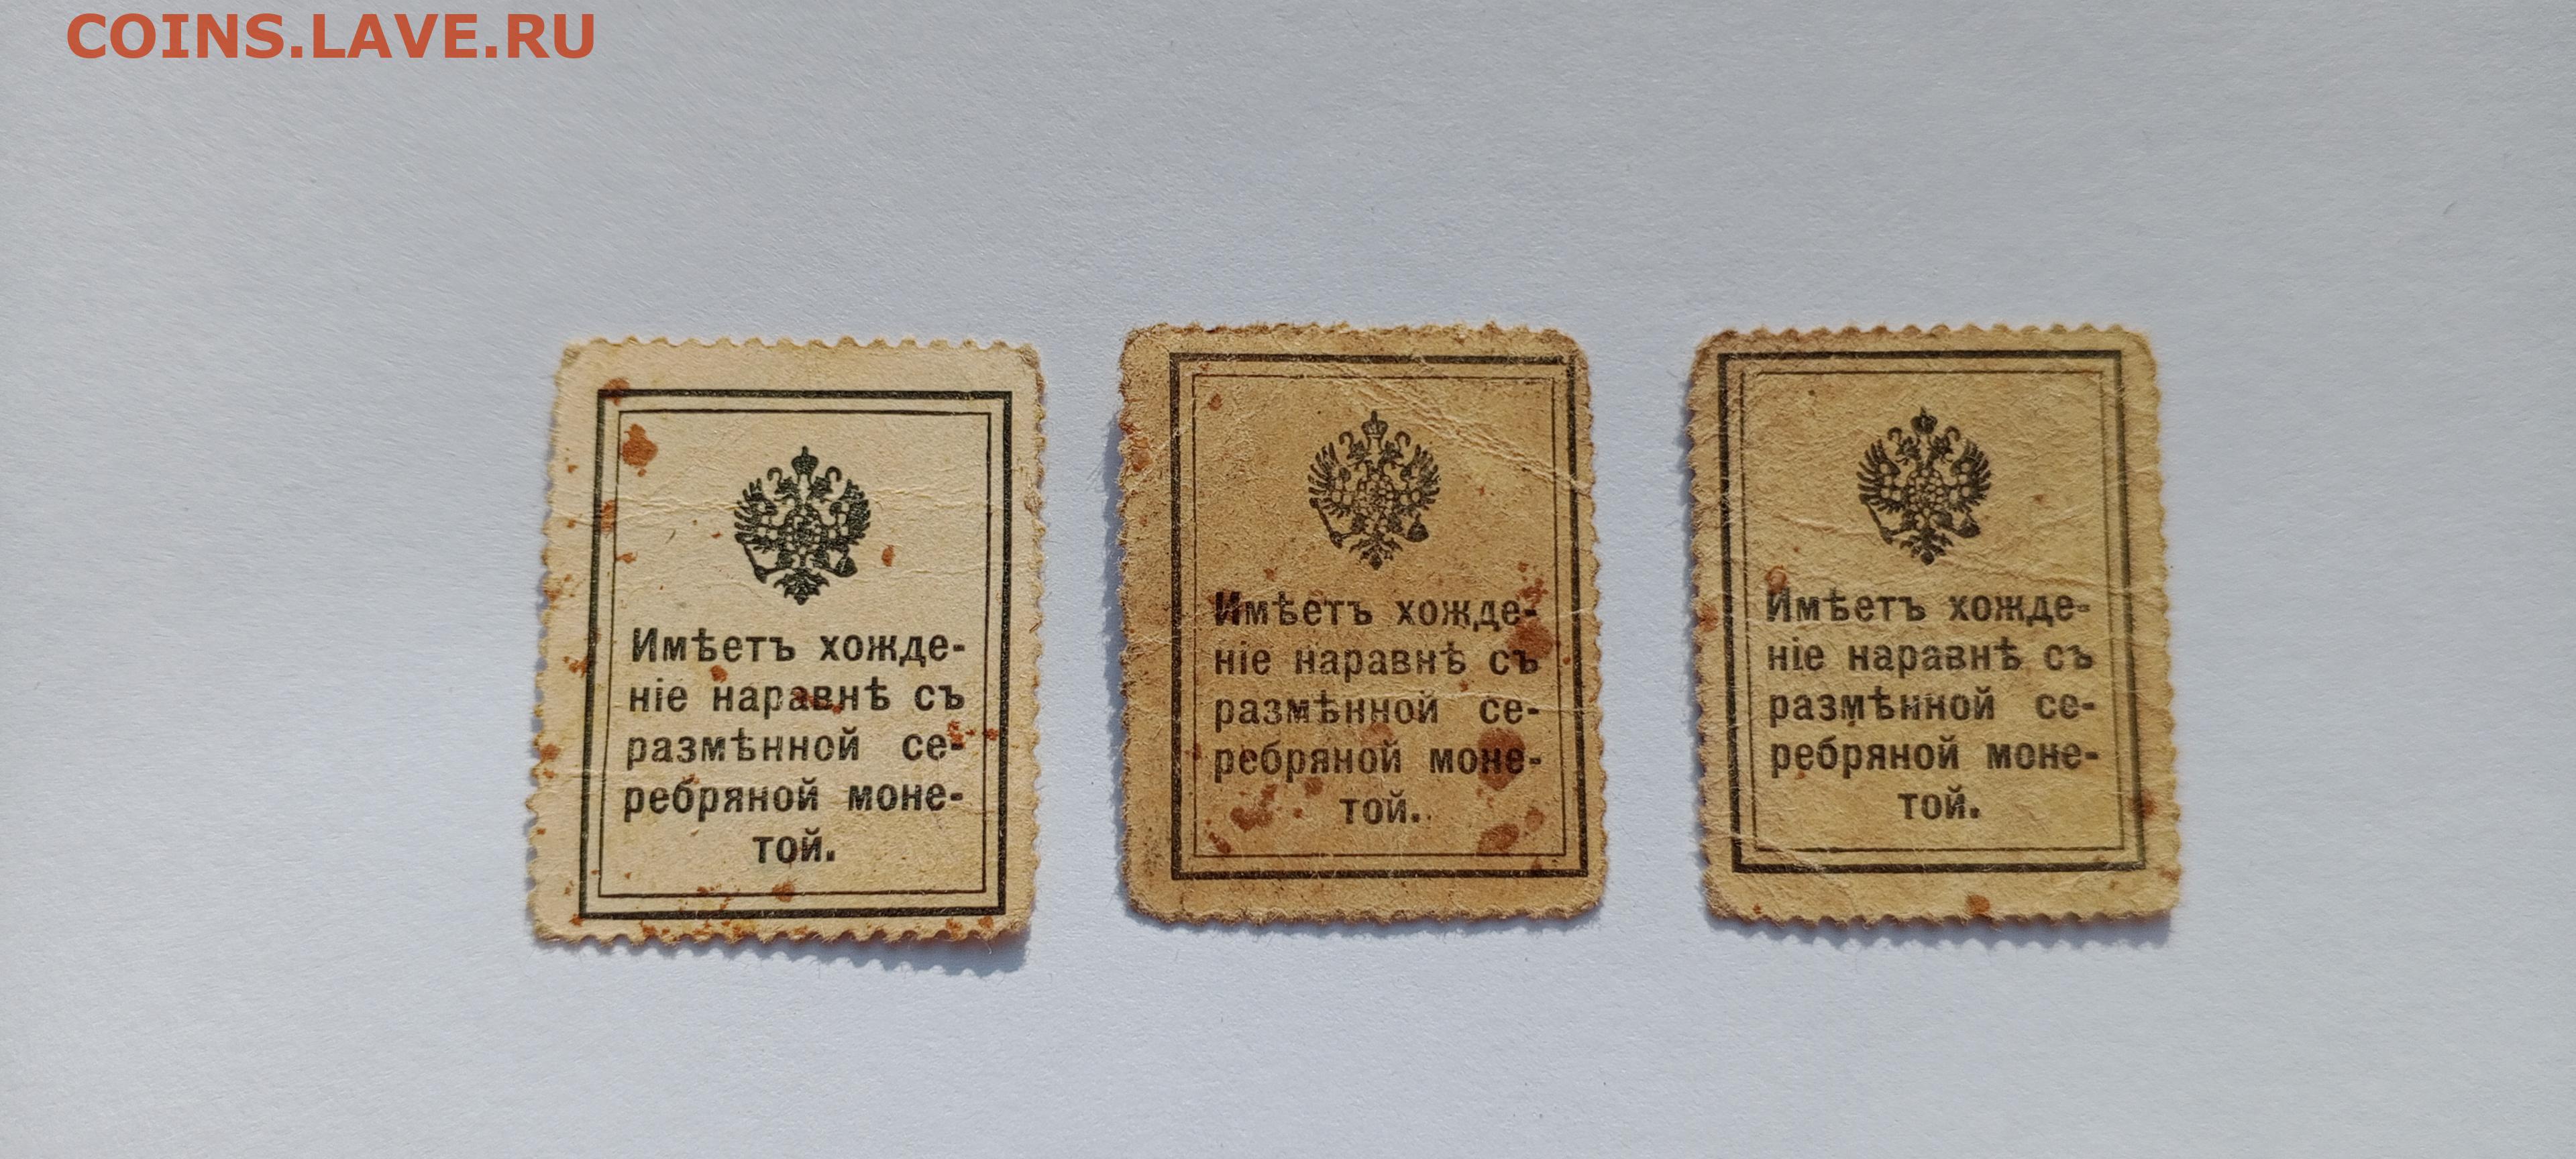 COINS.LAVE.RU
Имѣетъ хожде-
ніе наравнѣ съ
размѣнной се-
ребряной моне-
той.
Имѣетъ хожде-
ніе наравнѣ съ
размѣнной се-
ребряной моне-
той.
Имѣетъ хожде-
ніе наравнѣ съ
размѣнной се-
ребряной моне-
той.